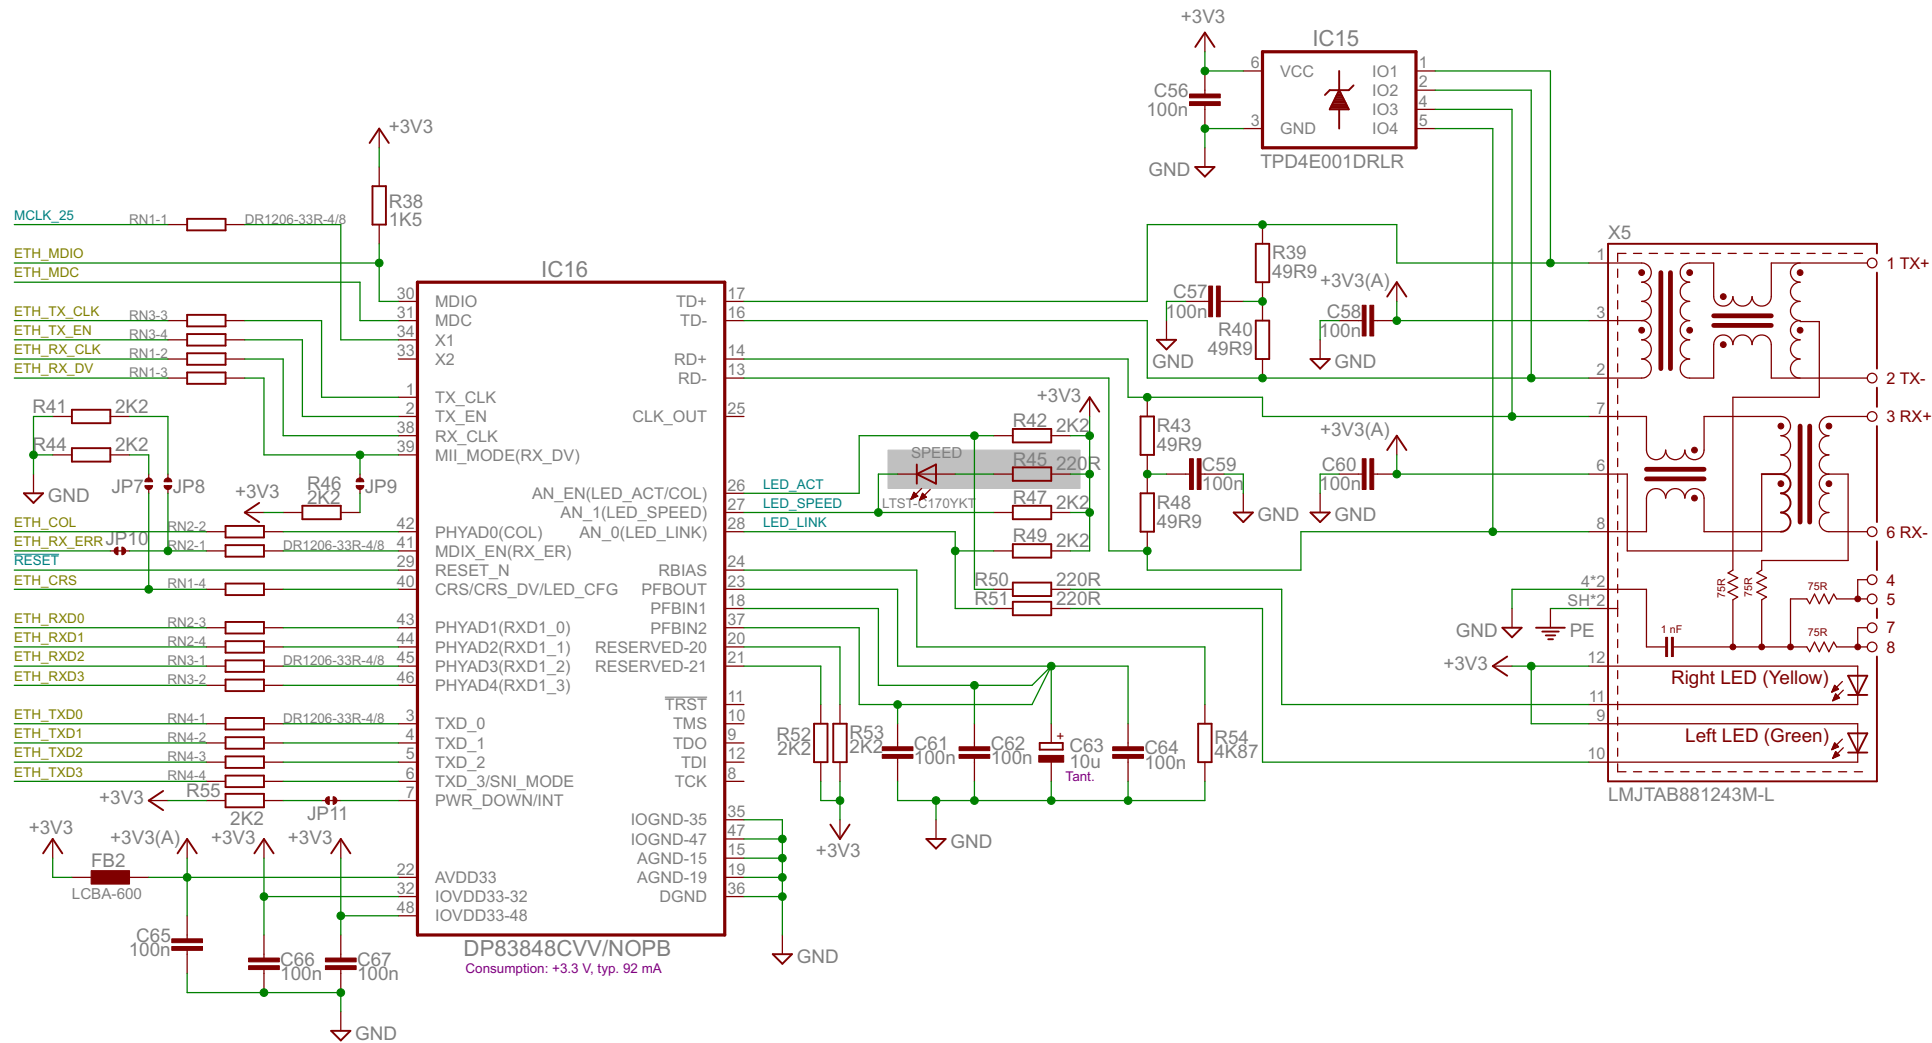 +3V3
IC15
6 VCC IO1 1
IO2 2
IO3 4
3 GND IO4 5
C56
100n
GND
TPD4E001DRLR
+3V3
R38
1K5
MCLK_25 RN1-1 DR1206-33R-4/8
ETH_MDIO
ETH_MDC
ETH_TX_CLK RN3-3
ETH_TX_EN RN3-4
ETH_RX_CLK RN1-2
ETH_RX_DV RN1-3
R41 2K2
R44 2K2
GND
JP7 JP8
+3V3 R46
2K2
JP9
ETH_COL RN2-2
ETH_RX_ERR JP10 RN2-1 DR1206-33R-4/8
RESET
ETH_CRS RN1-4
ETH_RXD0 RN2-3
ETH_RXD1 RN2-4
ETH_RXD2 RN3-1 DR1206-33R-4/8
ETH_RXD3 RN3-2
ETH_TXD0 RN4-1 DR1206-33R-4/8
ETH_TXD1 RN4-2
ETH_TXD2 RN4-3
ETH_TXD3 RN4-4
+3V3 R55
2K2
JP11
+3V3 +3V3(A) +3V3 +3V3
FB2
LCBA-600
C65
100n
C66
100n
C67
100n
GND
IC16
30 MDIO TD+ 17
31 MDC TD- 16
34 X1
33 X2 RD+ 14
RD- 13
1 TX_CLK
2 TX_EN CLK_OUT 25
38 RX_CLK
39 MII_MODE(RX_DV)
AN_EN(LED_ACT/COL) 26
AN_1(LED_SPEED) 27
42 PHYAD0(COL) AN_0(LED_LINK) 28
41 MDIX_EN(RX_ER)
29 RESET_N RBIAS 24
40 CRS/CRS_DV/LED_CFG PFBOUT 23
PFBIN1 18
43 PHYAD1(RXD1_0) PFBIN2 37
44 PHYAD2(RXD1_1) RESERVED-20 20
45 PHYAD3(RXD1_2) RESERVED-21 21
46 PHYAD4(RXD1_3)
TRST 11
3 TXD_0 TMS 10
4 TXD_1 TDO 9
5 TXD_2 TDI 12
6 TXD_3/SNI_MODE TCK 8
7 PWR_DOWN/INT
IOGND-35 35
IOGND-47 47
AGND-15 15
22 AVDD33 AGND-19 19
32 IOVDD33-32 DGND 36
48 IOVDD33-48
DP83848CVV/NOPB
Consumption: +3.3 V, typ. 92 mA
GND
LED_ACT
LED_SPEED
LED_LINK
+3V3
R42 2K2
SPEED
R45 220R
LTST-C170YKT
R47 2K2
R49 2K2
R50 220R
R51 220R
R39
49R9
C57
100n
GND
R40
49R9
+3V3(A)
C58
100n
GND
R43
49R9
C59
100n
GND
R48
49R9
+3V3(A)
C60
100n
GND
R52
2K2
R53
2K2
+3V3
C61
100n
C62
100n
+
C63
10u
Tant.
C64
100n
R54
4K87
GND
X5
1
3
2
7
6
8
4*2
SH*2
12
11
9
10
GND
PE
+3V3
1 TX+
2 TX-
3 RX+
6 RX-
4
5
7
8
75R
75R
75R
75R
1 nF
Right LED (Yellow)
Left LED (Green)
LMJTAB881243M-L